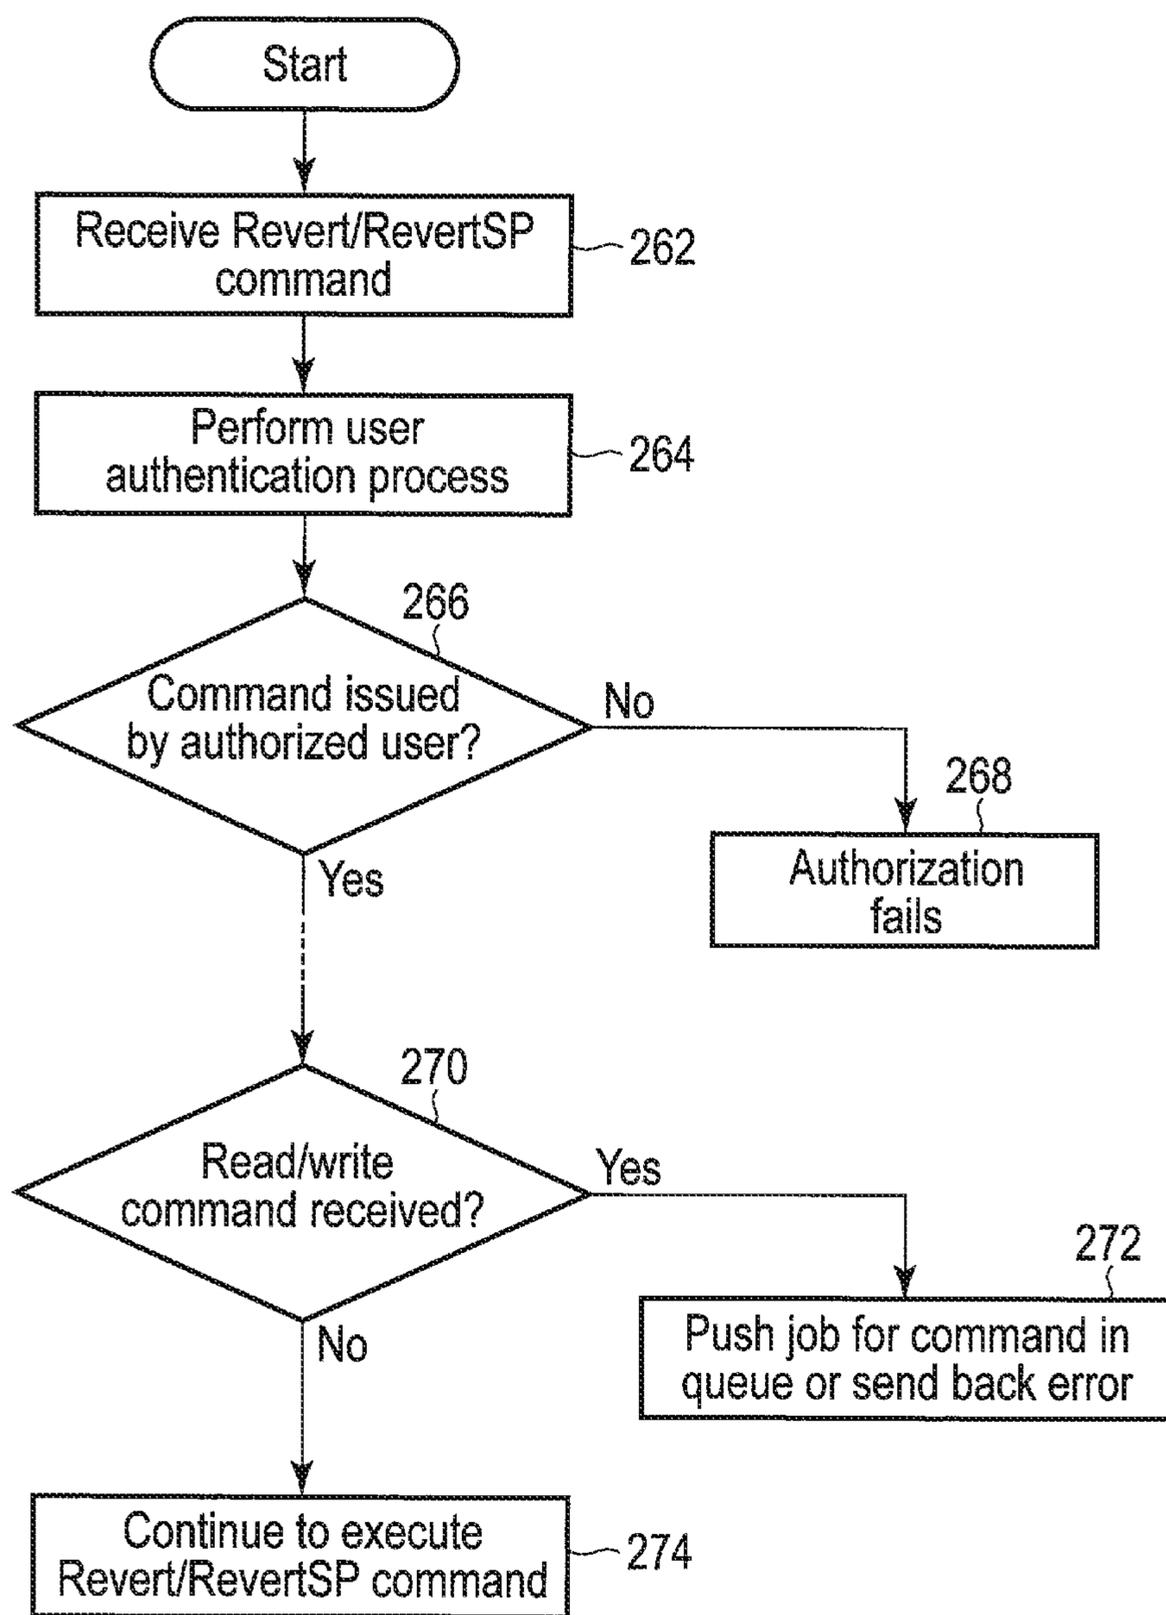 Start
Receive Revert/RevertSP
command
262
Perform user
authentication process
264
266
Command issued
by authorized user?
No
Yes
268
Authorization
fails
270
Read/write
command received?
Yes
No
272
Push job for command in
queue or send back error
Continue to execute
Revert/RevertSP command
274